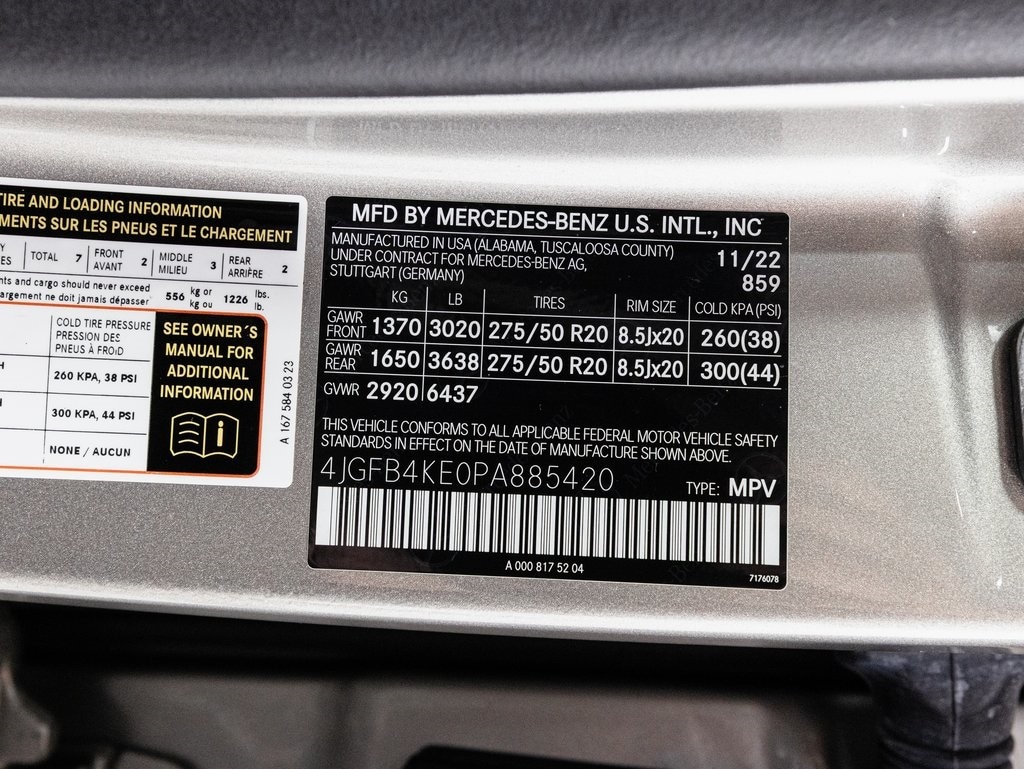 TIRE AND LOADING INFORMATION
MENTS SUR LES PNEUS ET LE CHARGEMENT
TOTAL 7 FRONT AVANT 2 MIDDLE MILIEU 3 REAR ARRIÈRE 2
nts and cargo should never exceed
argement ne doit jamais dépasser
556 kg or kg ou 1226 lbs. lb.
COLD TIRE PRESSURE
PRESSION DES
PNEUS À FROID
260 KPA, 38 PSI
300 KPA, 44 PSI
NONE / AUCUN
SEE OWNER´S
MANUAL FOR
ADDITIONAL
INFORMATION
A 167 584 03 23
MFD BY MERCEDES-BENZ U.S. INTL., INC
MANUFACTURED IN USA (ALABAMA, TUSCALOOSA COUNTY)
UNDER CONTRACT FOR MERCEDES-BENZ AG,
STUTTGART (GERMANY)
11/22
859
KG LB TIRES RIM SIZE COLD KPA (PSI)
GAWR FRONT 1370 3020 275/50 R20 8.5Jx20 260(38)
GAWR REAR 1650 3638 275/50 R20 8.5Jx20 300(44)
GVWR 2920 6437
THIS VEHICLE CONFORMS TO ALL APPLICABLE FEDERAL MOTOR VEHICLE SAFETY
STANDARDS IN EFFECT ON THE DATE OF MANUFACTURE SHOWN ABOVE.
4JGFB4KE0PA885420
TYPE: MPV
A 000 817 52 04
7176078